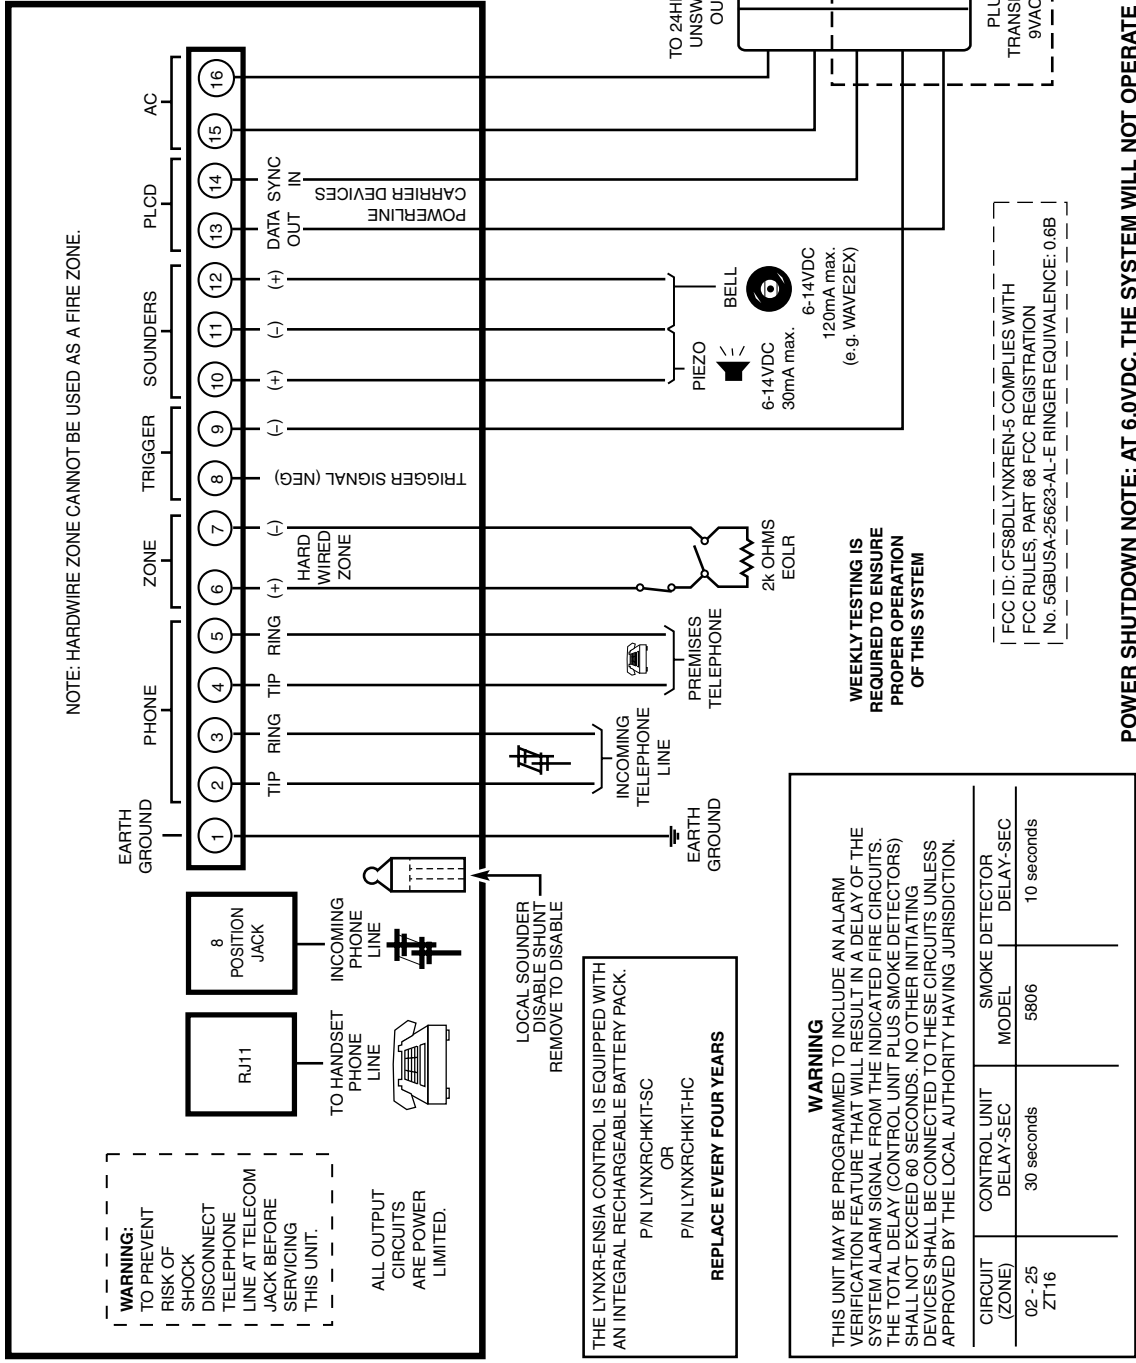 NOTE: HARDWIRE ZONE CANNOT BE USED AS A FIRE ZONE.
WARNING:
TO PREVENT
RISK OF
SHOCK
DISCONNECT
TELEPHONE
LINE AT TELECOM
JACK BEFORE
SERVICING
THIS UNIT.
ALL OUTPUT
CIRCUITS
ARE POWER
LIMITED.
RJ11
TO HANDSET
PHONE
LINE
8
POSITION
JACK
INCOMING
PHONE
LINE
LOCAL SOUNDER
DISABLE SHUNT
REMOVE TO DISABLE
EARTH
GROUND
PHONE
ZONE
TRIGGER
SOUNDERS
PLCD
AC
1 2 3 4 5 6 7 8 9 10 11 12 13 14 15 16
TIP RING TIP RING
(+) (–)
HARD
WIRED
ZONE
TRIGGER SIGNAL (NEG)
(–)
(+) (–) (+)
DATA
OUT
SYNC
IN
POWERLINE
CARRIER DEVICES
EARTH
GROUND
INCOMING
TELEPHONE
LINE
PREMISES
TELEPHONE
2k OHMS
EOLR
PIEZO
6-14VDC
30mA max.
BELL
6-14VDC
120mA max.
(e.g. WAVE2EX)
TO 24H
UNSW
OU
PLU
TRANS
9VAC
THE LYNXR-ENSIA CONTROL IS EQUIPPED WITH
AN INTEGRAL RECHARGEABLE BATTERY PACK.
P/N LYNXRCHKIT-SC
OR
P/N LYNXRCHKIT-HC
REPLACE EVERY FOUR YEARS
WARNING
THIS UNIT MAY BE PROGRAMMED TO INCLUDE AN ALARM
VERIFICATION FEATURE THAT WILL RESULT IN A DELAY OF THE
SYSTEM ALARM SIGNAL FROM THE INDICATED FIRE CIRCUITS.
THE TOTAL DELAY (CONTROL UNIT PLUS SMOKE DETECTORS)
SHALL NOT EXCEED 60 SECONDS. NO OTHER INITIATING
DEVICES SHALL BE CONNECTED TO THESE CIRCUITS UNLESS
APPROVED BY THE LOCAL AUTHORITY HAVING JURISDICTION.
CIRCUIT CONTROL UNIT SMOKE DETECTOR
(ZONE) DELAY-SEC MODEL DELAY-SEC
02 - 25 30 seconds 5806 10 seconds
ZT16
WEEKLY TESTING IS
REQUIRED TO ENSURE
PROPER OPERATION
OF THIS SYSTEM
FCC ID: CFS8DLLYNXREN-5 COMPLIES WITH
FCC RULES, PART 68 FCC REGISTRATION
No. 5GBUSA-25623-AL-E RINGER EQUIVALENCE: 0.6B
POWER SHUTDOWN NOTE: AT 6.0VDC, THE SYSTEM WILL NOT OPERATE